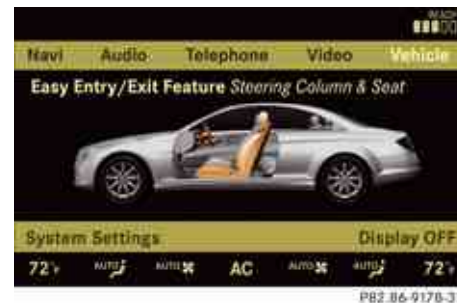 Navi Audio Telephone Video Vehicle
Easy Entry/Exit Feature Steering Column & Seat
System Settings Display OFF
72°F AUTO AUTO AC AUTO AUTO 72°F
P82.86-9178-3